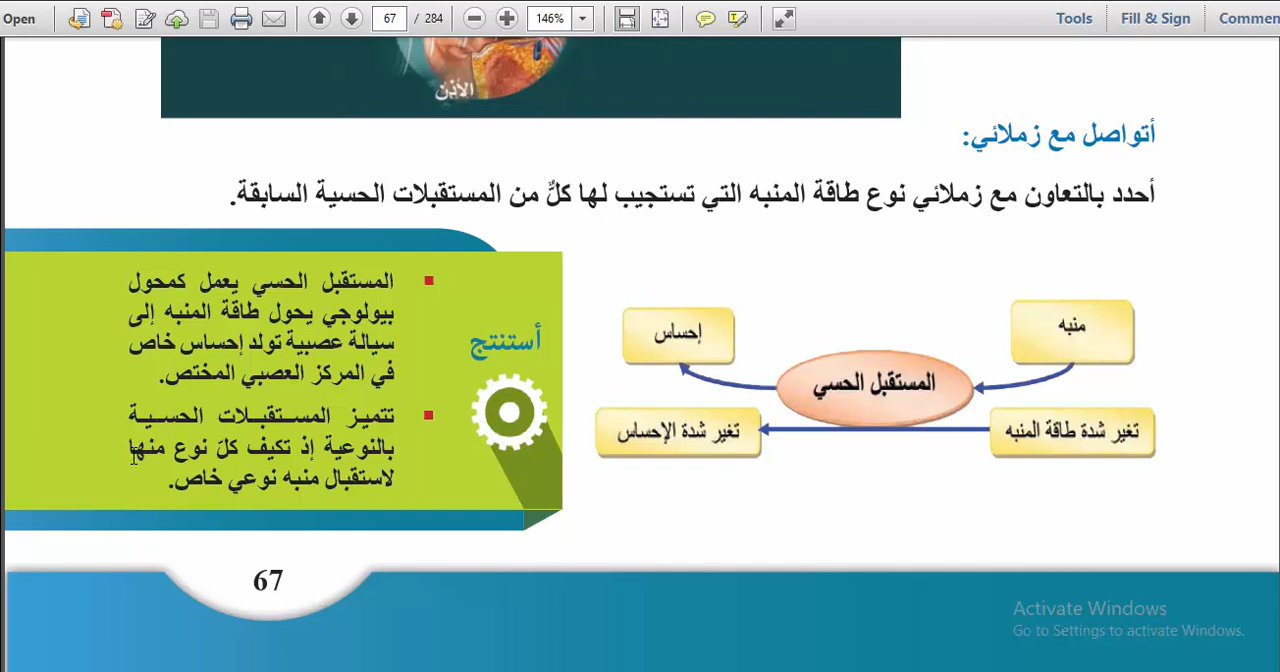 Open
67 / 284
146%
Tools
Fill & Sign
Commen
الأذن
أتواصل مع زملائي:
أحدد بالتعاون مع زملائي نوع طاقة المنبه التي تستجيب لها كلٌّ من المستقبلات الحسية السابقة.
منبه
إحساس
المستقبل الحسي
تغير شدة طاقة المنبه
تغير شدة الإحساس
أستنتج
المستقبل الحسي يعمل كمحول
بيولوجي يحول طاقة المنبه إلى
سيالة عصبية تولد إحساس خاص
في المركز العصبي المختص.
تتميـز المسـتقبـلات الحسـيـة
بالنوعية إذ تكيف كلّ نوع منها
لاستقبال منبه نوعي خاص.
67
Activate Windows
Go to Settings to activate Windows.